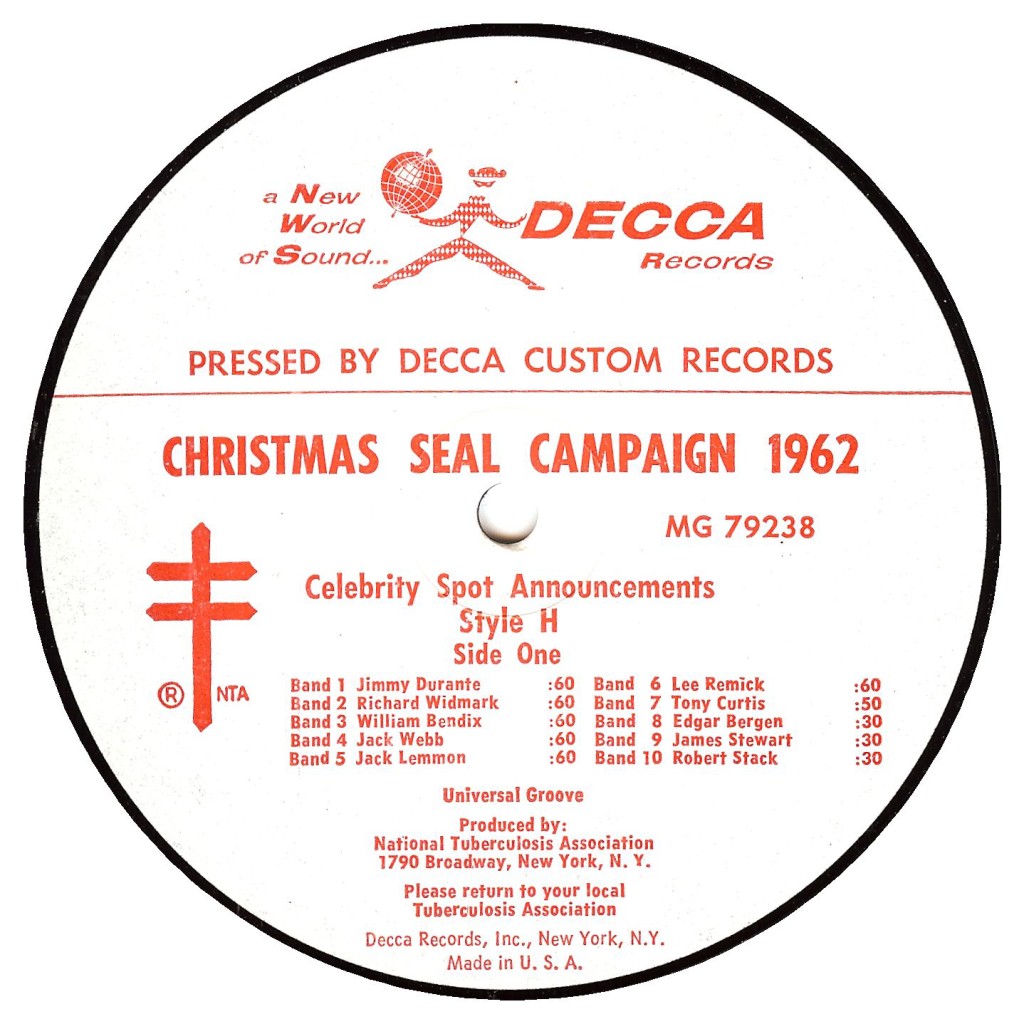 a New
World
of Sound...
DECCA
Records
PRESSED BY DECCA CUSTOM RECORDS
CHRISTMAS SEAL CAMPAIGN 1962
MG 79238
Celebrity Spot Announcements
Style H
Side One
® NTA
Band 1 Jimmy Durante :60
Band 2 Richard Widmark :60
Band 3 William Bendix :60
Band 4 Jack Webb :60
Band 5 Jack Lemmon :60
Band 6 Lee Remick :60
Band 7 Tony Curtis :50
Band 8 Edgar Bergen :30
Band 9 James Stewart :30
Band 10 Robert Stack :30
Universal Groove
Produced by:
National Tuberculosis Association
1790 Broadway, New York, N. Y.
Please return to your local
Tuberculosis Association
Decca Records, Inc., New York, N.Y.
Made in U. S. A.